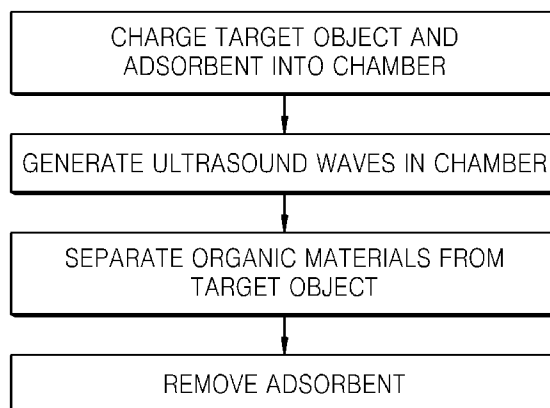 CHARGE TARGET OBJECT AND
ADSORBENT INTO CHAMBER
GENERATE ULTRASOUND WAVES IN CHAMBER
SEPARATE ORGANIC MATERIALS FROM
TARGET OBJECT
REMOVE ADSORBENT